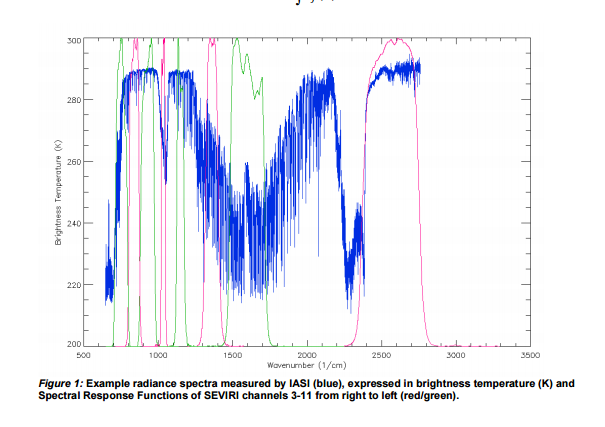 300
280
260
240
220
200
Brightness Temperature (K)
500 1000 1500 2000 2500 3000 3500
Wavenumber (1/cm)
Figure 1: Example radiance spectra measured by IASI (blue), expressed in brightness temperature (K) and
Spectral Response Functions of SEVIRI channels 3-11 from right to left (red/green).